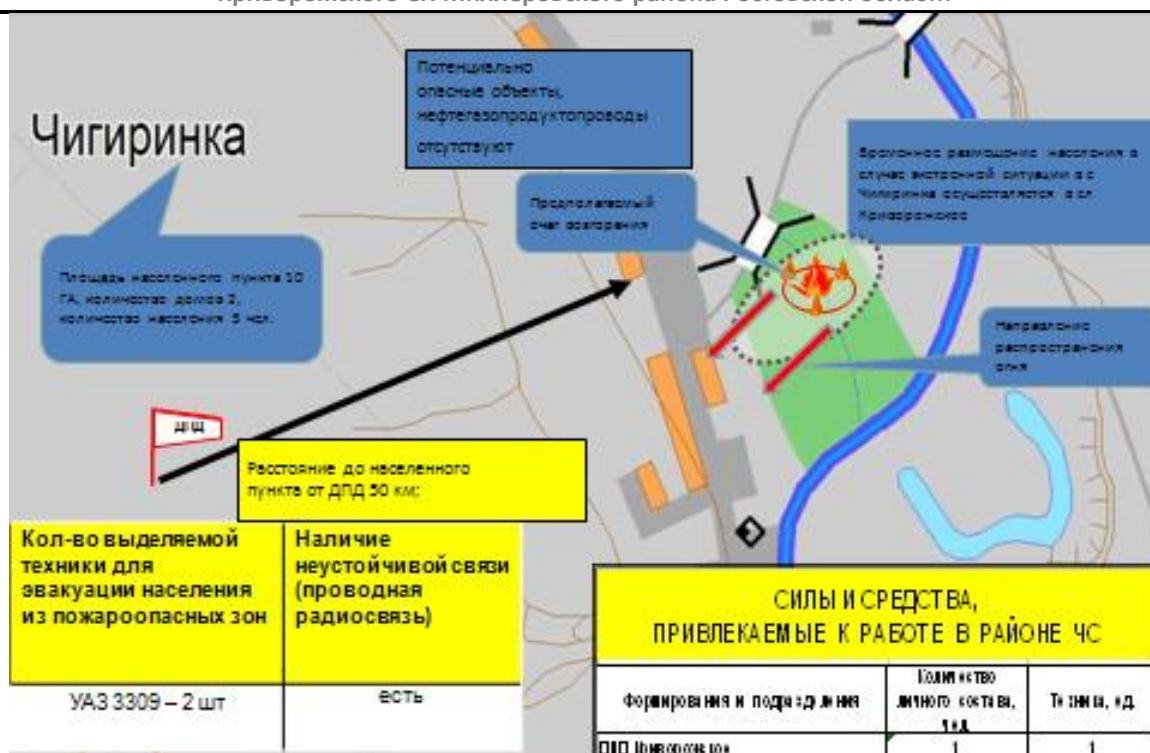 Чигиринка
Потенциально
опасные объекты,
нефтегазопродуктопроводы
отсутствуют
Временное размещение населения в
случае экстренной ситуации в с
Чигиринка осуществляется в сл
Криворожское
Предполагаемый
очаг возгорания
Площадь населенного пункта 10
ГА, количество домов 2,
количество населения 5 чел.
Направление
распространения
огня
ДПД
Расстояние до населенного
пункта от ДПД 50 км;
Кол-во выделяемой
техники для
эвакуации населения
из пожароопасных зон
Наличие
неустойчивой связи
(проводная
радиосвязь)
УАЗ 3309 – 2 шт
есть
СИЛЫ И СРЕДСТВА,
ПРИВЛЕКАЕМЫЕ К РАБОТЕ В РАЙОНЕ ЧС
Формирования и подразделения
Количество
личного состава,
чел.
Техника, ед.
1
1